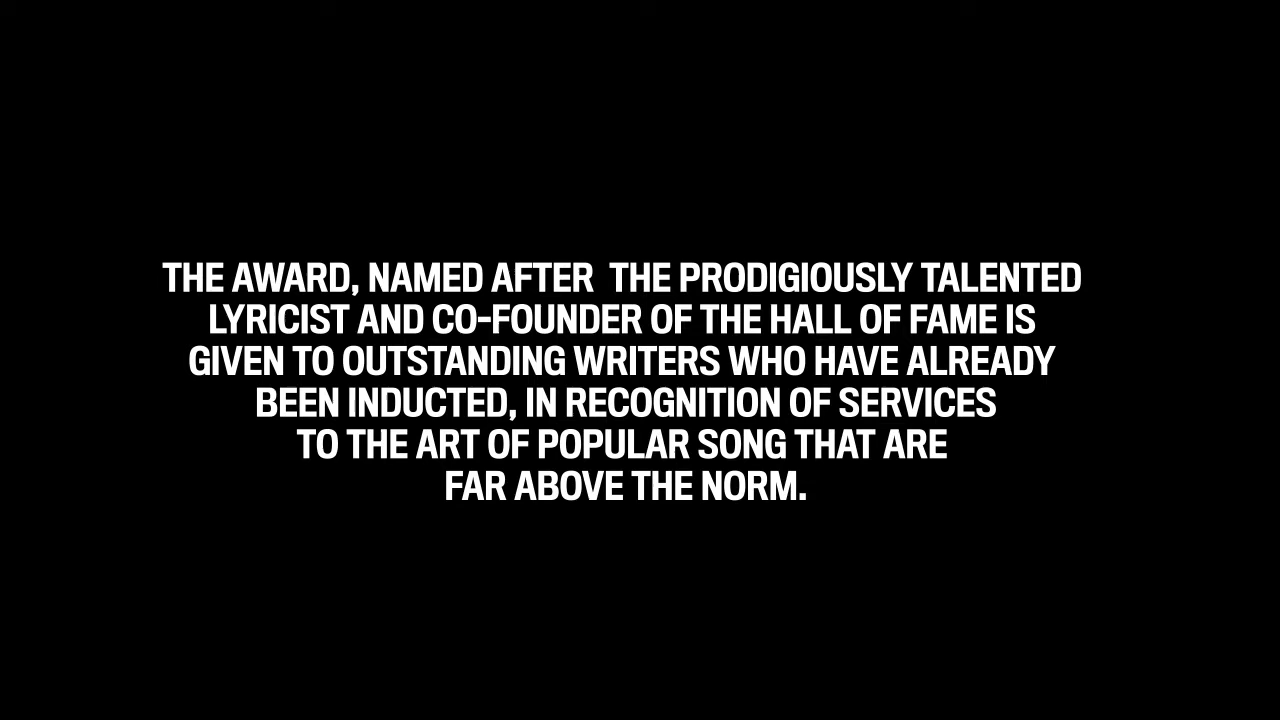 THE AWARD, NAMED AFTER  THE PRODIGIOUSLY TALENTED
LYRICIST AND CO-FOUNDER OF THE HALL OF FAME IS
GIVEN TO OUTSTANDING WRITERS WHO HAVE ALREADY
BEEN INDUCTED, IN RECOGNITION OF SERVICES
TO THE ART OF POPULAR SONG THAT ARE
FAR ABOVE THE NORM.